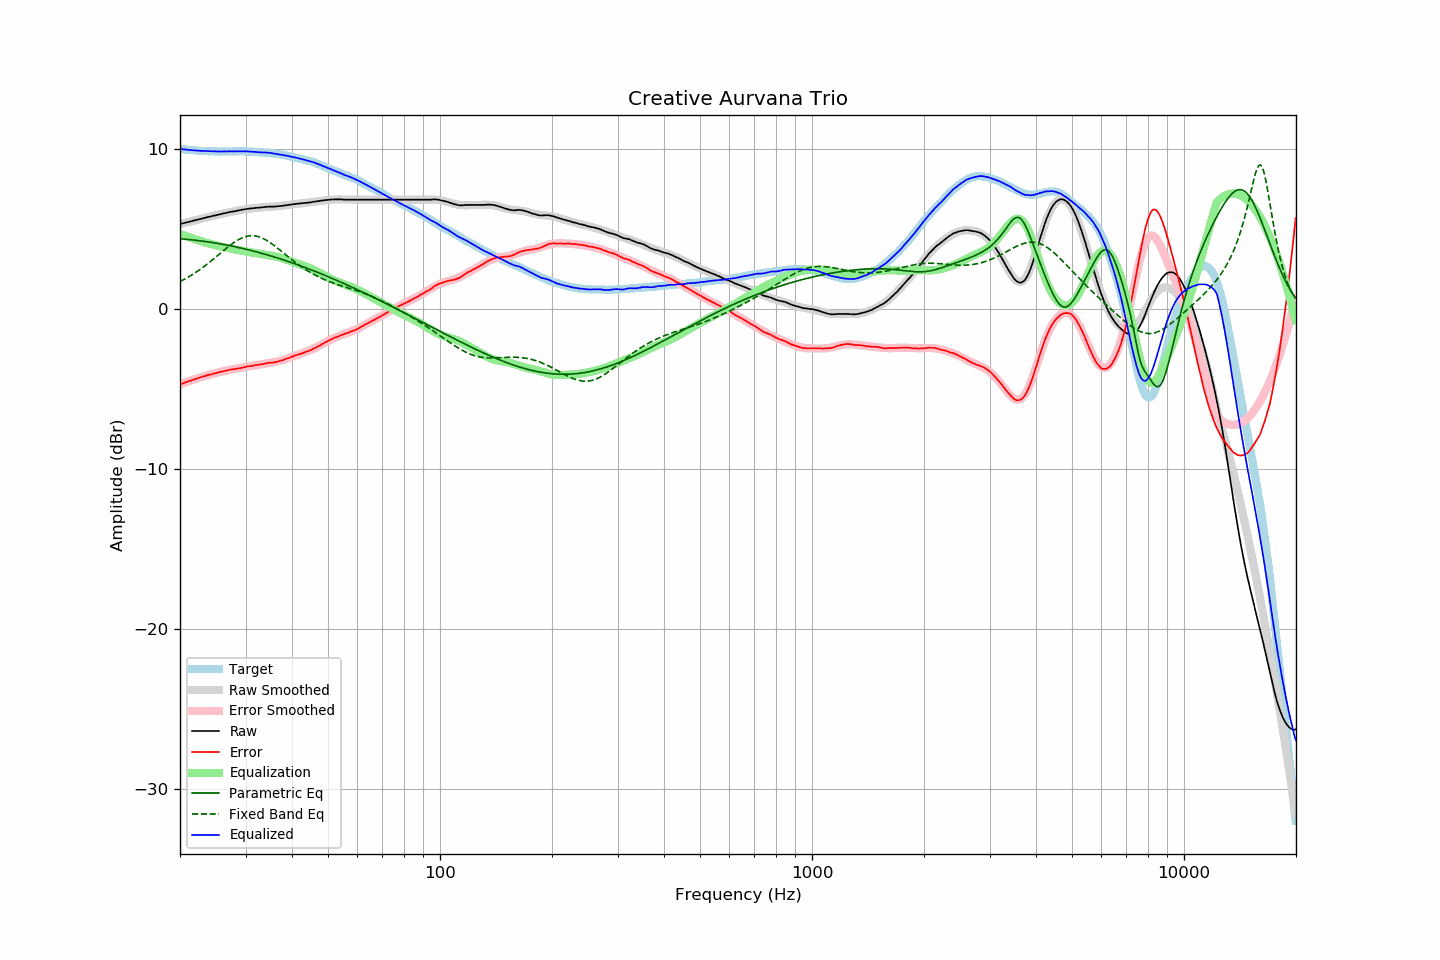 Creative Aurvana Trio
10
0
−10
−20
−30
Amplitude (dBr)
Target
Raw Smoothed
Error Smoothed
Raw
Error
Equalization
Parametric Eq
Fixed Band Eq
Equalized
100
1000
10000
Frequency (Hz)